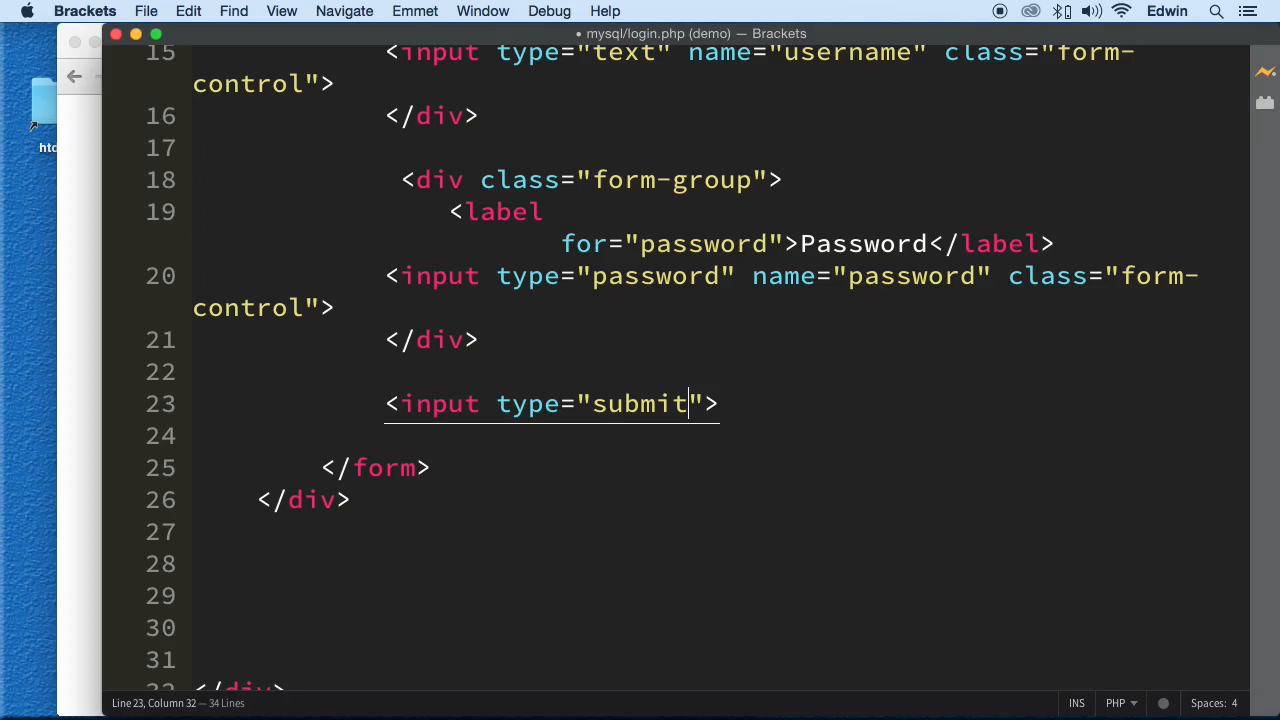 Brackets File Edit Find View Navigate Emmet Window Debug Help Edwin
• mysql/login.php (demo) — Brackets
15 <input type="text" name="username" class="form-
control">
16 </div>
17
18 <div class="form-group">
19 <label
for="password">Password</label>
20 <input type="password" name="password" class="form-
control">
21 </div>
22
23 <input type="submit">
24
25 </form>
26 </div>
27
28
29
30
31
32 </div>
htd
Line 23, Column 32 — 34 Lines INS PHP Spaces: 4